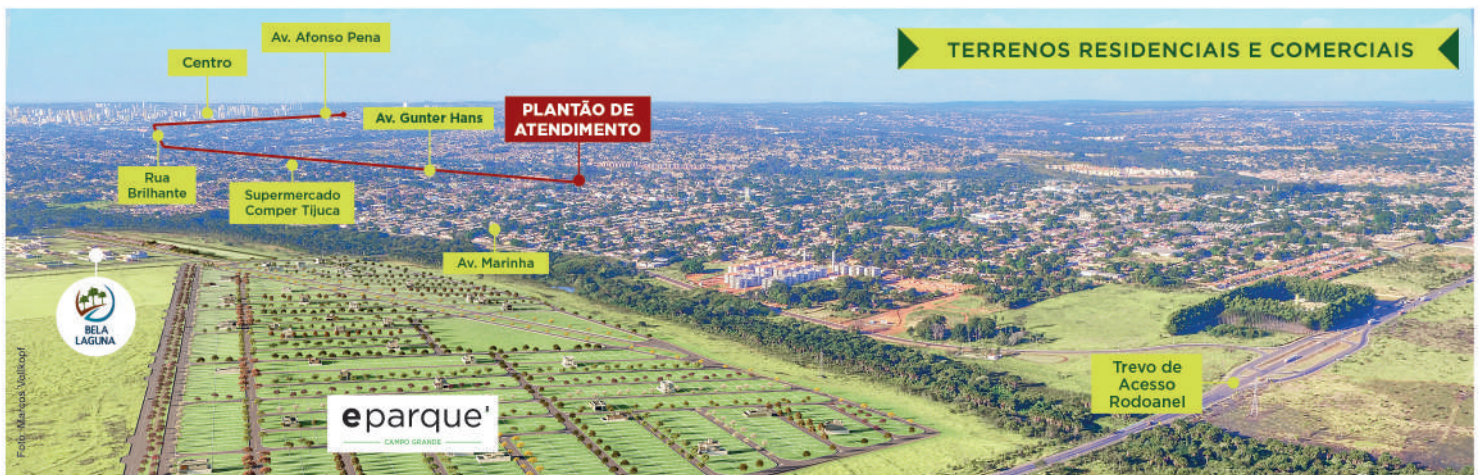 TERRENOS RESIDENCIAIS E COMERCIAIS
Av. Afonso Pena
Centro
Av. Gunter Hans
PLANTÃO DE
ATENDIMENTO
Rua
Brilhante
Supermercado
Comper Tijuca
Av. Marinha
BELA
LAGUNA
Trevo de
Acesso
Rodoanel
eparque'
CAMPO GRANDE
Foto: Marcos Vollkopf